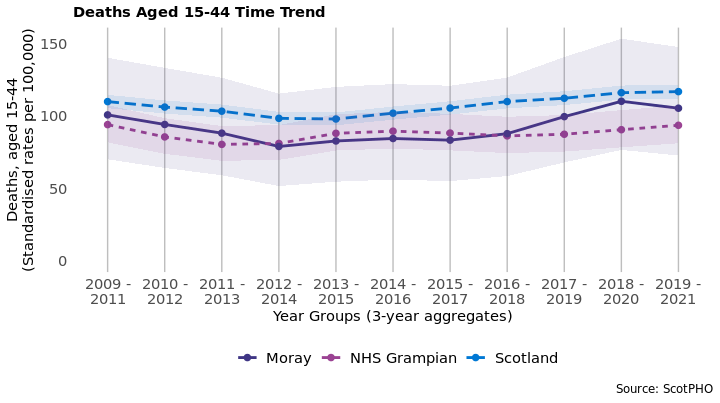 Deaths Aged 15-44 Time Trend
Deaths, aged 15-44
(Standardised rates per 100,000)
150
100
50
0
2009 - 2010 - 2011 - 2012 - 2013 - 2014 - 2015 - 2016 - 2017 - 2018 - 2019 -
2011 2012 2013 2014 2015 2016 2017 2018 2019 2020 2021
Year Groups (3-year aggregates)
Moray NHS Grampian Scotland
Source: ScotPHO